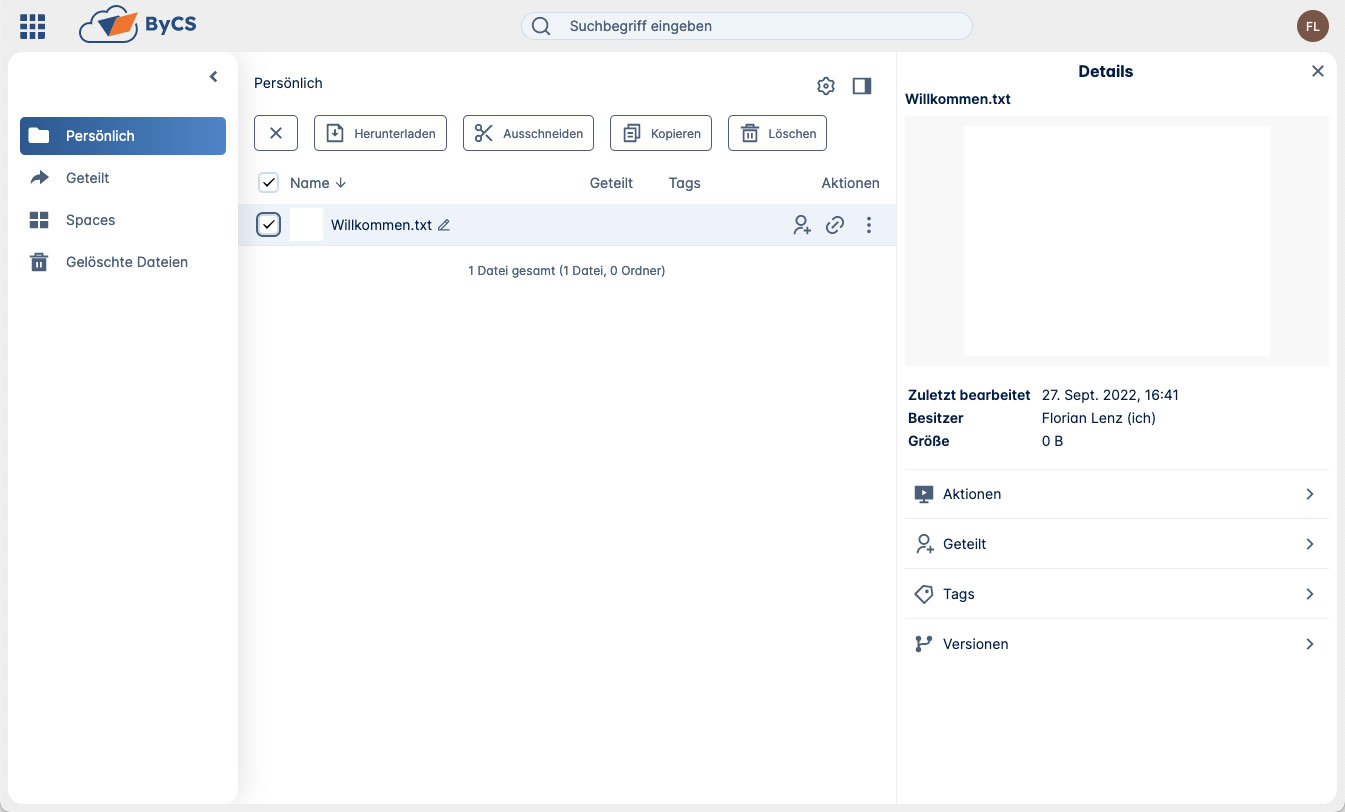 ByCS
Suchbegriff eingeben
FL
Persönlich
Geteilt
Spaces
Gelöschte Dateien
Persönlich
Herunterladen
Ausschneiden
Kopieren
Löschen
Name
Geteilt
Tags
Aktionen
Willkommen.txt
1 Datei gesamt (1 Datei, 0 Ordner)
Details
Willkommen.txt
Zuletzt bearbeitet 27. Sept. 2022, 16:41
Besitzer Florian Lenz (ich)
Größe 0 B
Aktionen
Geteilt
Tags
Versionen